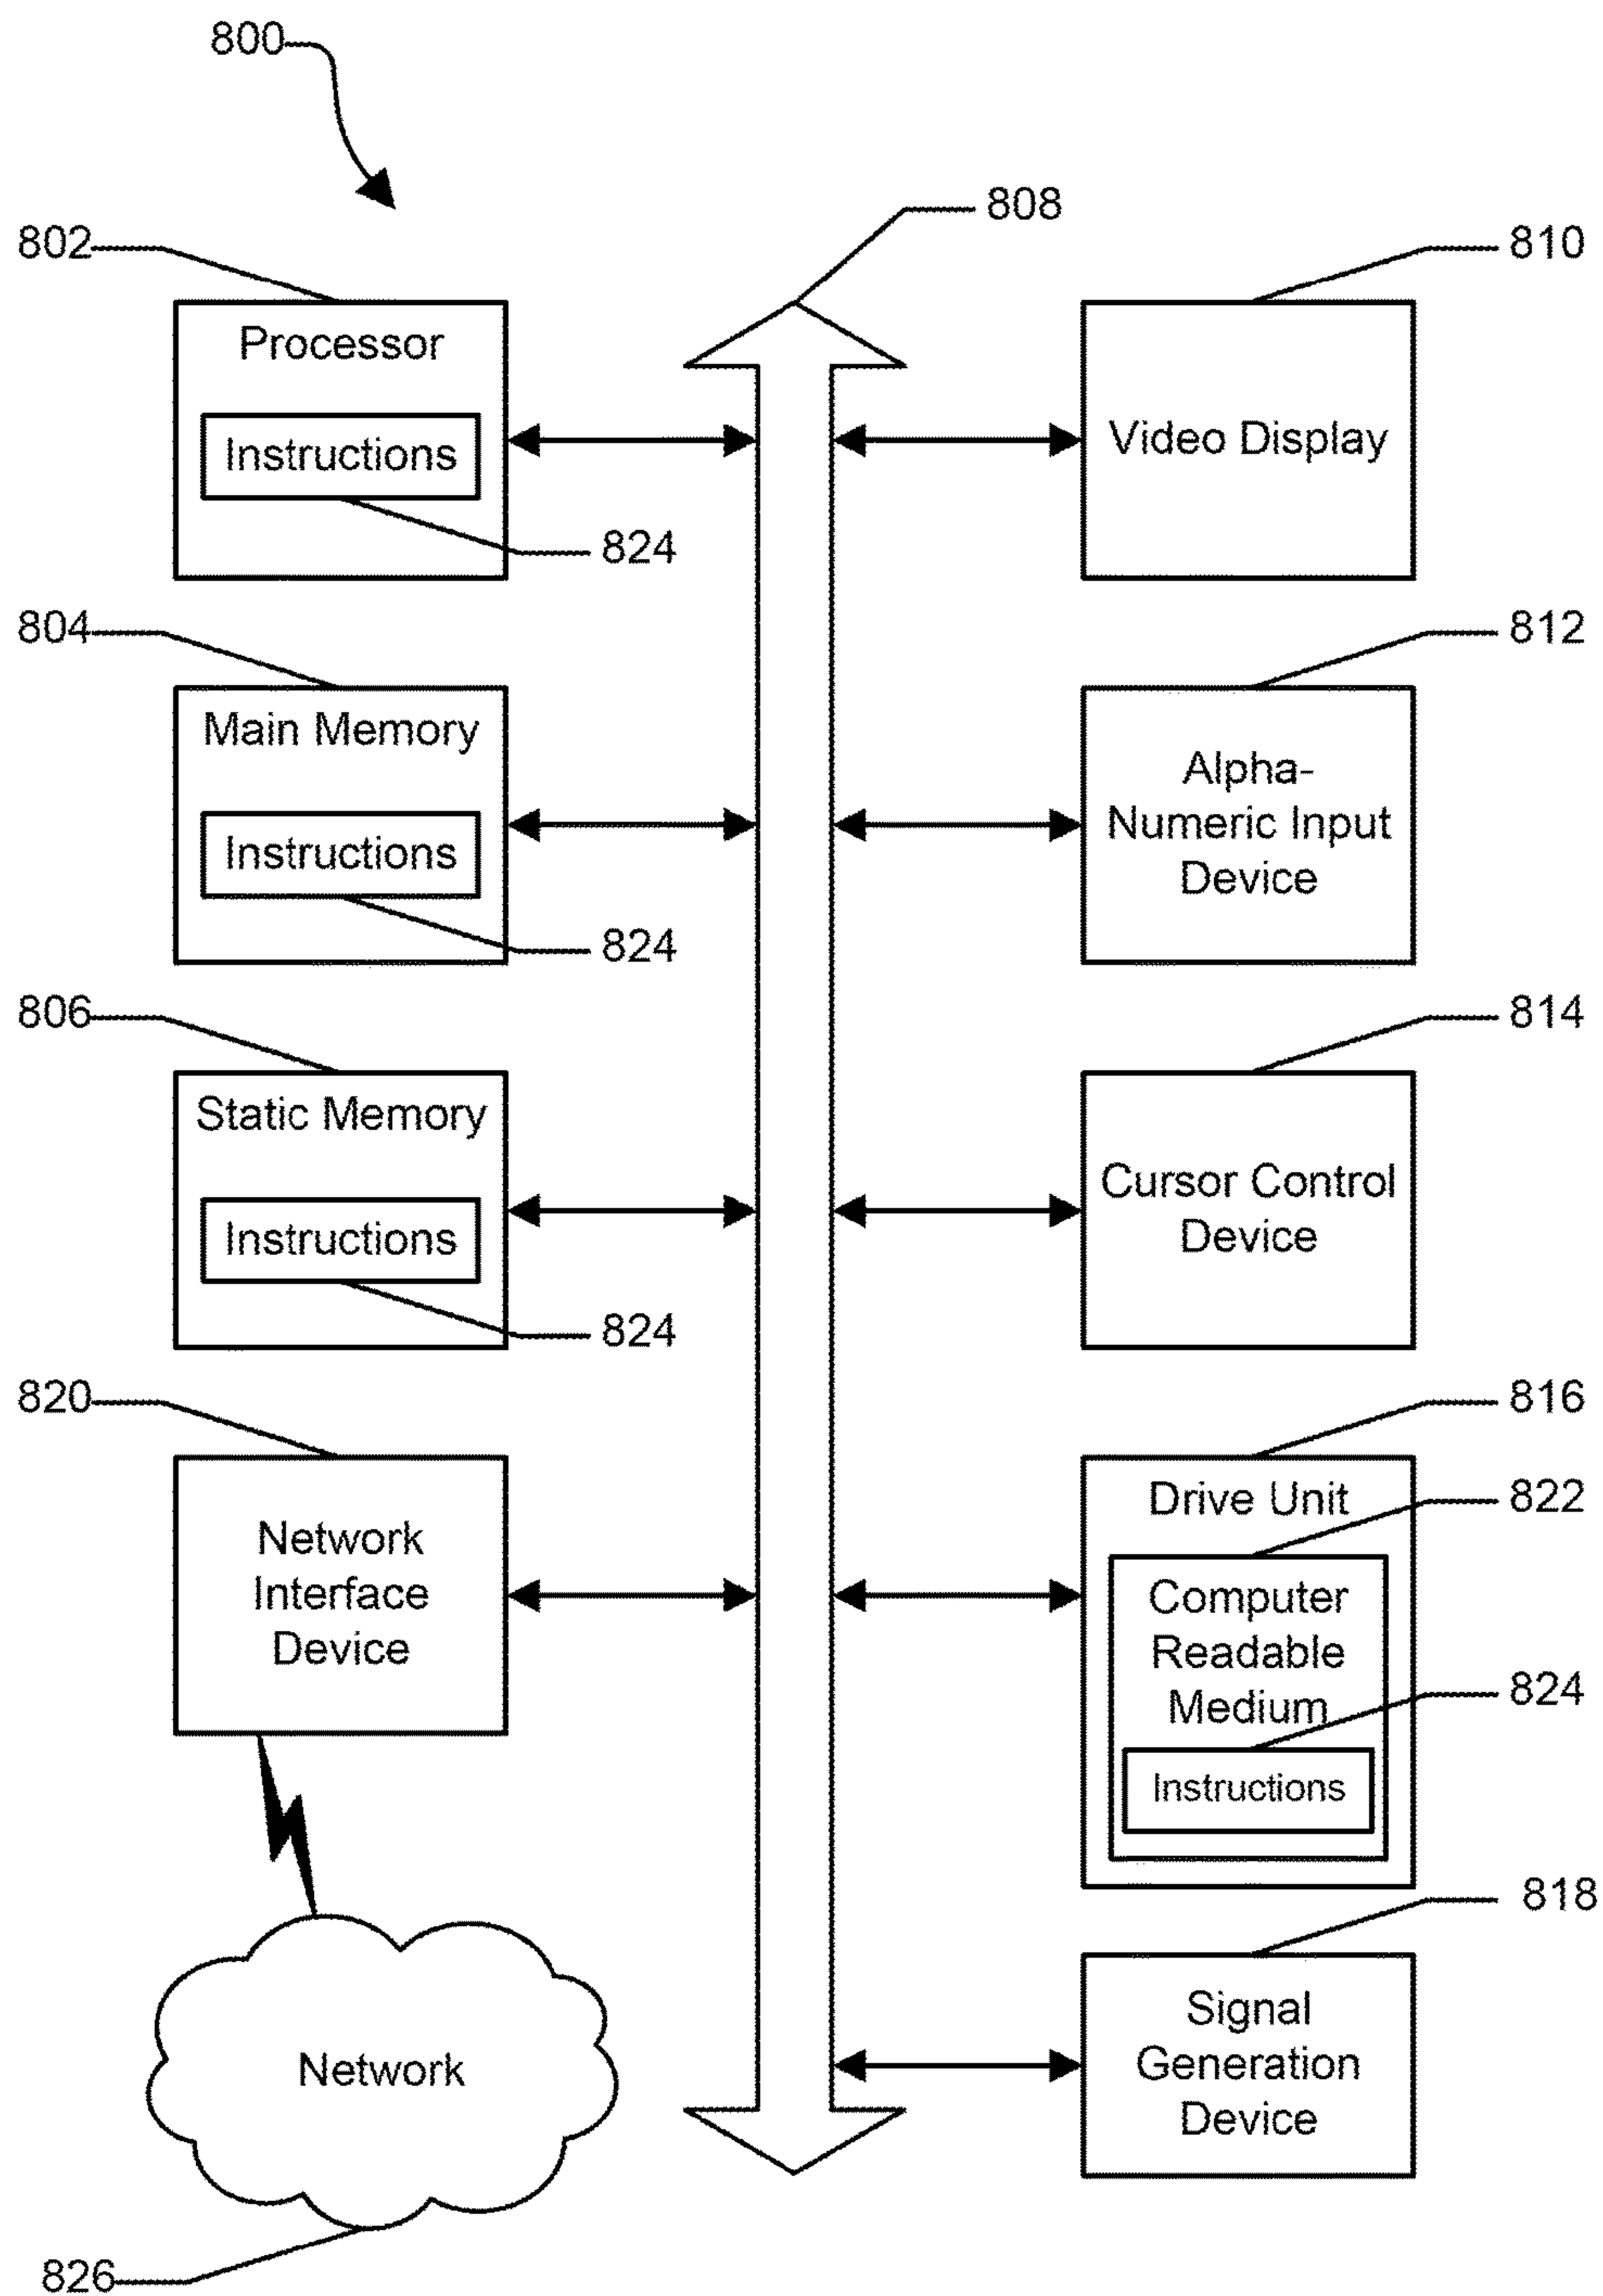 800
808
802
Processor
Instructions
824
804
Main Memory
Instructions
824
806
Static Memory
Instructions
824
820
Network
Interface
Device
Network
826
810
Video Display
812
Alpha-
Numeric Input
Device
814
Cursor Control
Device
816
Drive Unit
822
Computer
Readable
Medium
824
Instructions
818
Signal
Generation
Device